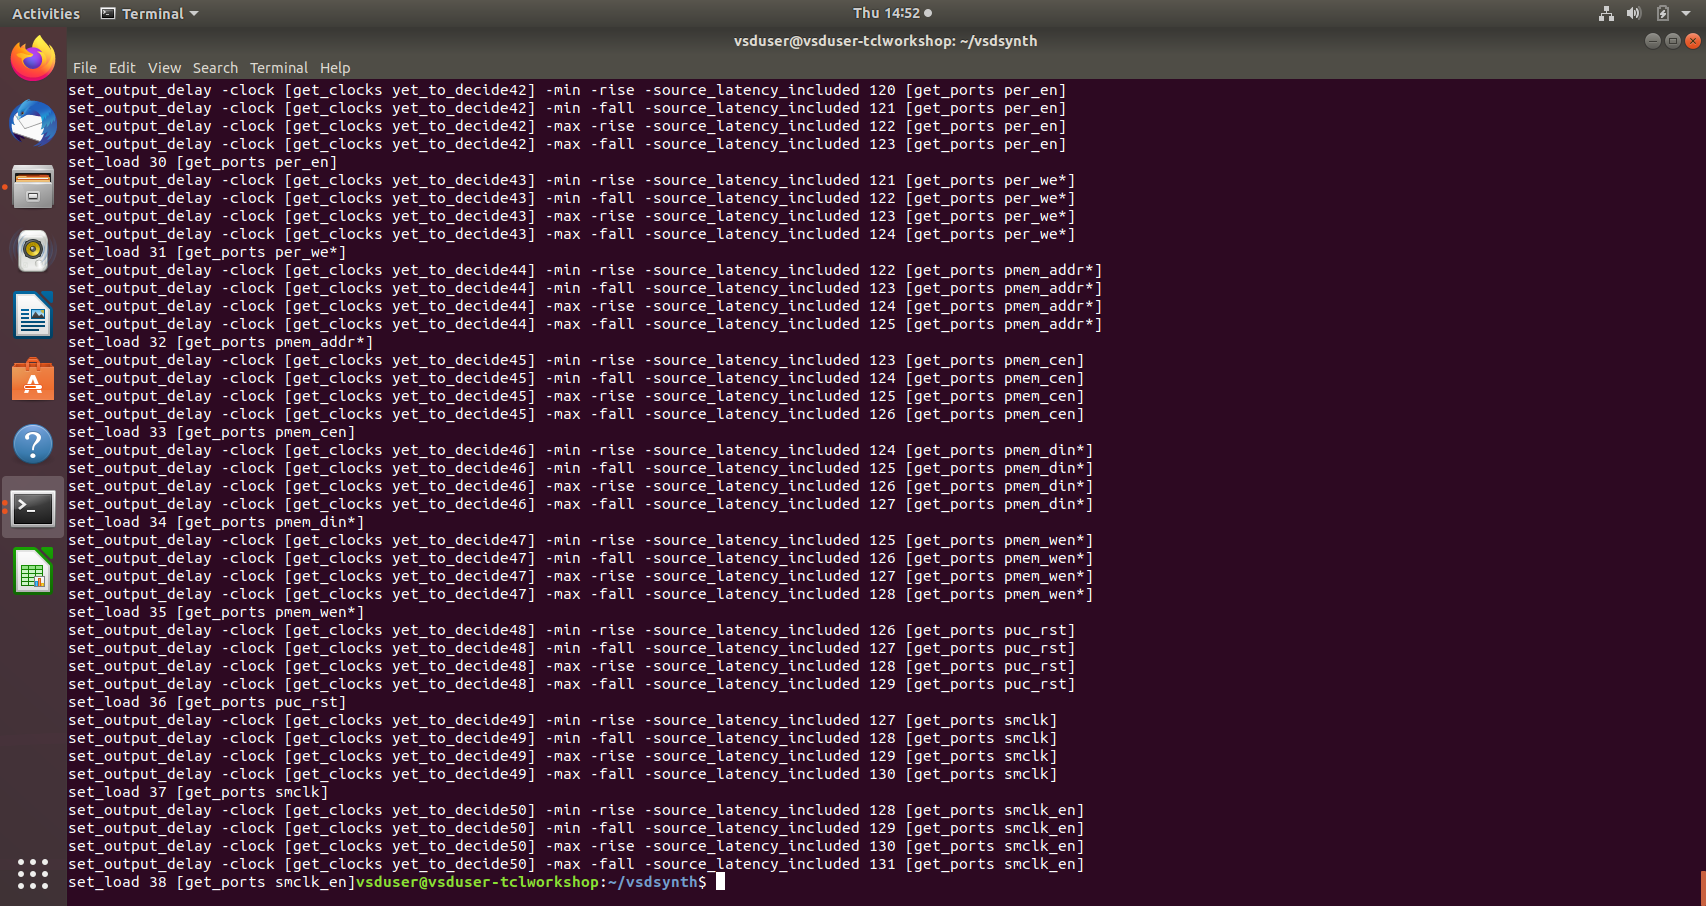 Activities Terminal Thu 14:52
vsduser@vsduser-tclworkshop: ~/vsdsynth
File Edit View Search Terminal Help
set_output_delay -clock [get_clocks yet_to_decide42] -min -rise -source_latency_included 120 [get_ports per_en]
set_output_delay -clock [get_clocks yet_to_decide42] -min -fall -source_latency_included 121 [get_ports per_en]
set_output_delay -clock [get_clocks yet_to_decide42] -max -rise -source_latency_included 122 [get_ports per_en]
set_output_delay -clock [get_clocks yet_to_decide42] -max -fall -source_latency_included 123 [get_ports per_en]
set_load 30 [get_ports per_en]
set_output_delay -clock [get_clocks yet_to_decide43] -min -rise -source_latency_included 121 [get_ports per_we*]
set_output_delay -clock [get_clocks yet_to_decide43] -min -fall -source_latency_included 122 [get_ports per_we*]
set_output_delay -clock [get_clocks yet_to_decide43] -max -rise -source_latency_included 123 [get_ports per_we*]
set_output_delay -clock [get_clocks yet_to_decide43] -max -fall -source_latency_included 124 [get_ports per_we*]
set_load 31 [get_ports per_we*]
set_output_delay -clock [get_clocks yet_to_decide44] -min -rise -source_latency_included 122 [get_ports pmem_addr*]
set_output_delay -clock [get_clocks yet_to_decide44] -min -fall -source_latency_included 123 [get_ports pmem_addr*]
set_output_delay -clock [get_clocks yet_to_decide44] -max -rise -source_latency_included 124 [get_ports pmem_addr*]
set_output_delay -clock [get_clocks yet_to_decide44] -max -fall -source_latency_included 125 [get_ports pmem_addr*]
set_load 32 [get_ports pmem_addr*]
set_output_delay -clock [get_clocks yet_to_decide45] -min -rise -source_latency_included 123 [get_ports pmem_cen]
set_output_delay -clock [get_clocks yet_to_decide45] -min -fall -source_latency_included 124 [get_ports pmem_cen]
set_output_delay -clock [get_clocks yet_to_decide45] -max -rise -source_latency_included 125 [get_ports pmem_cen]
set_output_delay -clock [get_clocks yet_to_decide45] -max -fall -source_latency_included 126 [get_ports pmem_cen]
set_load 33 [get_ports pmem_cen]
set_output_delay -clock [get_clocks yet_to_decide46] -min -rise -source_latency_included 124 [get_ports pmem_din*]
set_output_delay -clock [get_clocks yet_to_decide46] -min -fall -source_latency_included 125 [get_ports pmem_din*]
set_output_delay -clock [get_clocks yet_to_decide46] -max -rise -source_latency_included 126 [get_ports pmem_din*]
set_output_delay -clock [get_clocks yet_to_decide46] -max -fall -source_latency_included 127 [get_ports pmem_din*]
set_load 34 [get_ports pmem_din*]
set_output_delay -clock [get_clocks yet_to_decide47] -min -rise -source_latency_included 125 [get_ports pmem_wen*]
set_output_delay -clock [get_clocks yet_to_decide47] -min -fall -source_latency_included 126 [get_ports pmem_wen*]
set_output_delay -clock [get_clocks yet_to_decide47] -max -rise -source_latency_included 127 [get_ports pmem_wen*]
set_output_delay -clock [get_clocks yet_to_decide47] -max -fall -source_latency_included 128 [get_ports pmem_wen*]
set_load 35 [get_ports pmem_wen*]
set_output_delay -clock [get_clocks yet_to_decide48] -min -rise -source_latency_included 126 [get_ports puc_rst]
set_output_delay -clock [get_clocks yet_to_decide48] -min -fall -source_latency_included 127 [get_ports puc_rst]
set_output_delay -clock [get_clocks yet_to_decide48] -max -rise -source_latency_included 128 [get_ports puc_rst]
set_output_delay -clock [get_clocks yet_to_decide48] -max -fall -source_latency_included 129 [get_ports puc_rst]
set_load 36 [get_ports puc_rst]
set_output_delay -clock [get_clocks yet_to_decide49] -min -rise -source_latency_included 127 [get_ports smclk]
set_output_delay -clock [get_clocks yet_to_decide49] -min -fall -source_latency_included 128 [get_ports smclk]
set_output_delay -clock [get_clocks yet_to_decide49] -max -rise -source_latency_included 129 [get_ports smclk]
set_output_delay -clock [get_clocks yet_to_decide49] -max -fall -source_latency_included 130 [get_ports smclk]
set_load 37 [get_ports smclk]
set_output_delay -clock [get_clocks yet_to_decide50] -min -rise -source_latency_included 128 [get_ports smclk_en]
set_output_delay -clock [get_clocks yet_to_decide50] -min -fall -source_latency_included 129 [get_ports smclk_en]
set_output_delay -clock [get_clocks yet_to_decide50] -max -rise -source_latency_included 130 [get_ports smclk_en]
set_output_delay -clock [get_clocks yet_to_decide50] -max -fall -source_latency_included 131 [get_ports smclk_en]
set_load 38 [get_ports smclk_en]vsduser@vsduser-tclworkshop:~/vsdsynth$